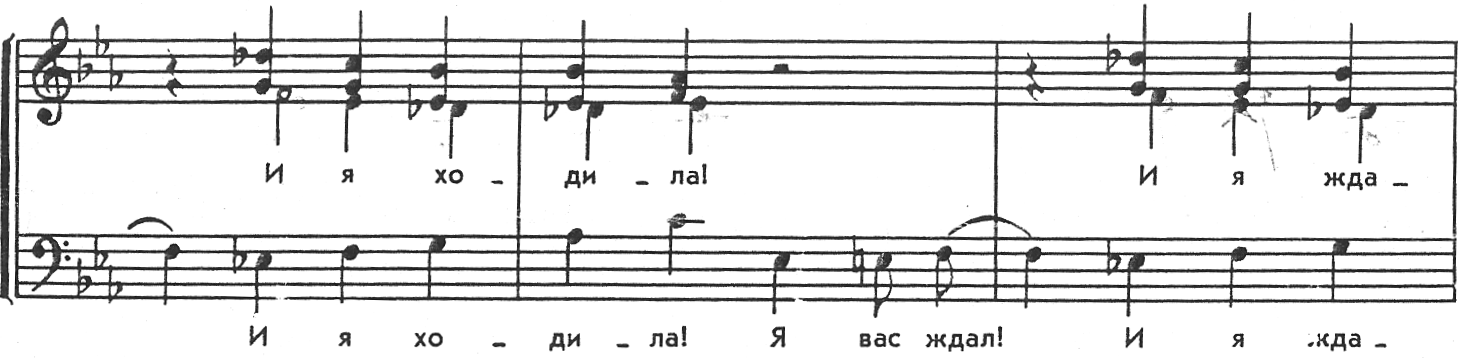 И я хо - ди - ла! И я жда -
И я хо - ди - ла! Я вас ждал! И я жда -